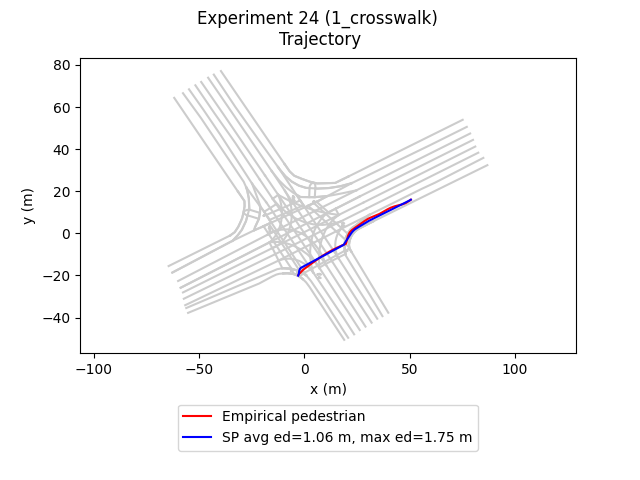 Experiment 24 (1_crosswalk)
Trajectory
80
60
40
20
0
−20
−40
y (m)
−100
−50
0
50
100
x (m)
Empirical pedestrian
SP avg ed=1.06 m, max ed=1.75 m